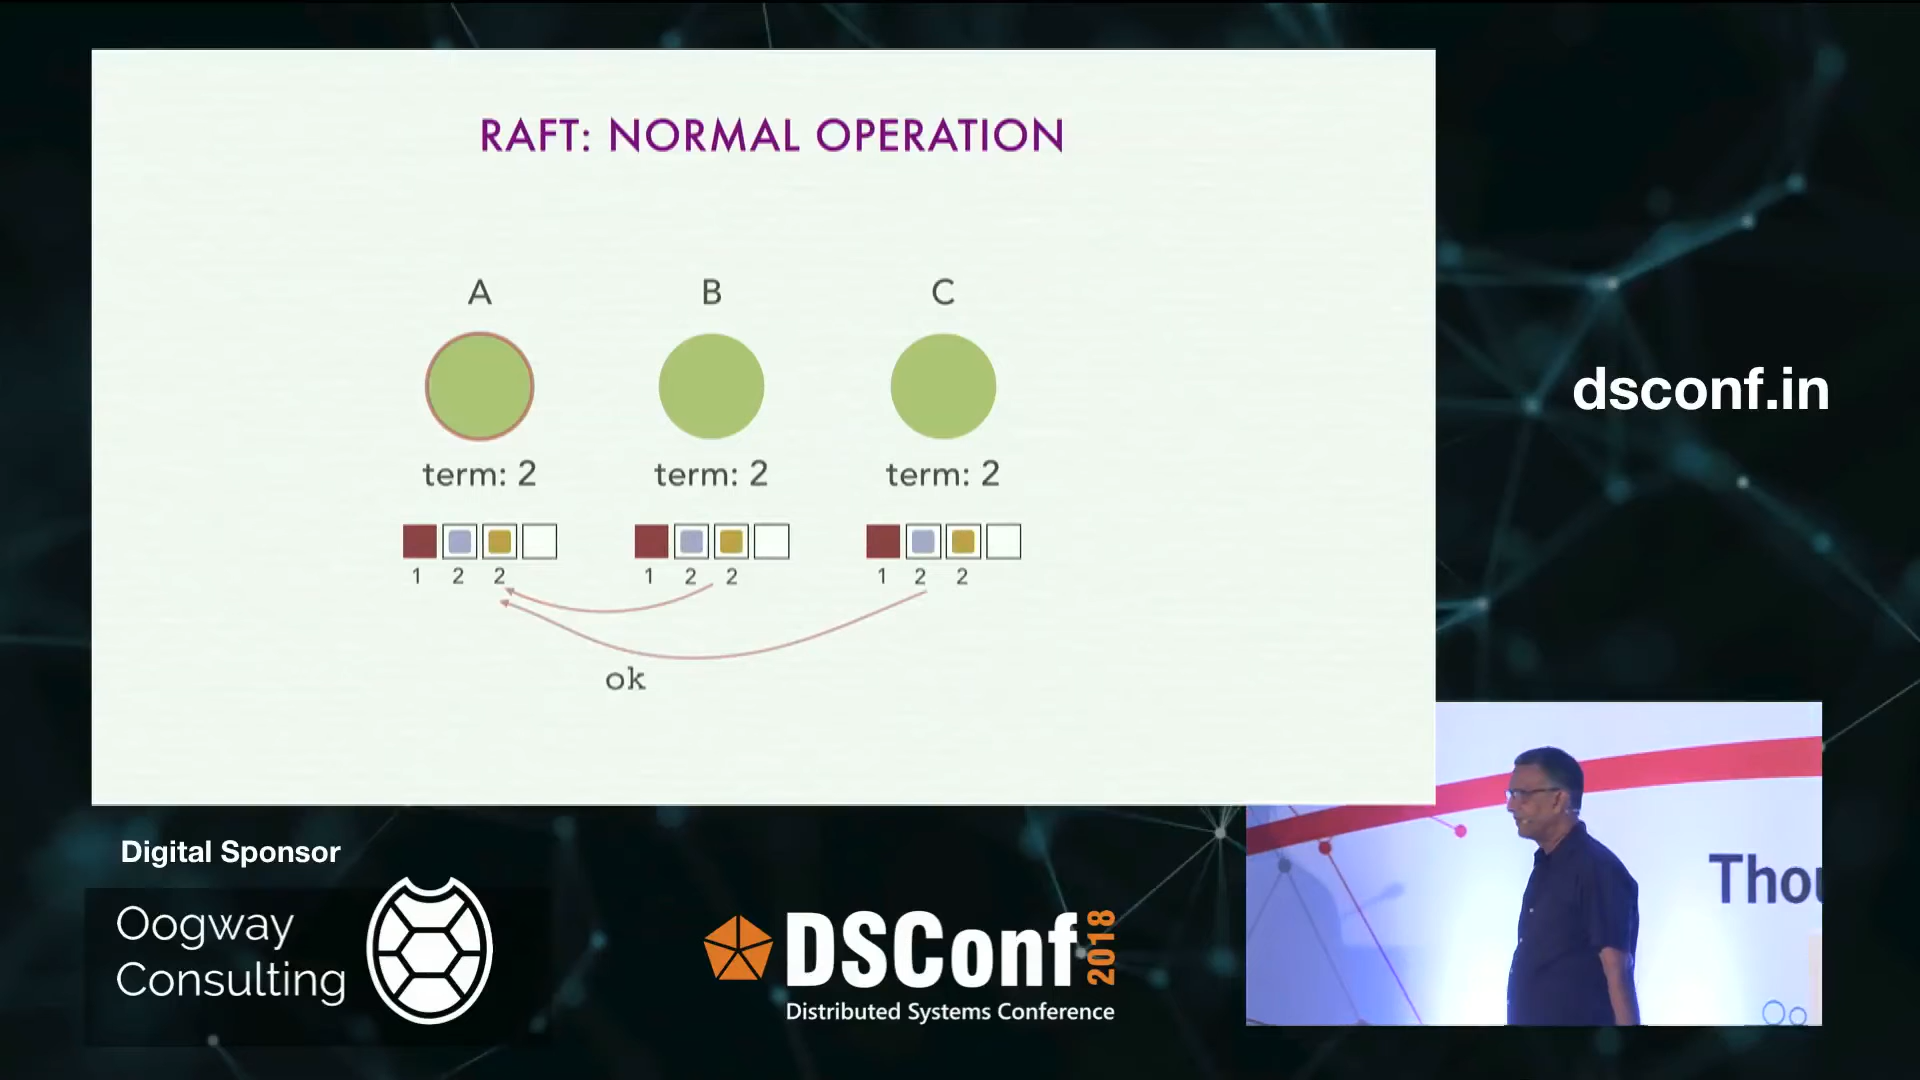 RAFT: NORMAL OPERATION
A B C
term: 2 term: 2 term: 2
1 2 2 1 2 2 1 2 2
ok
dsconf.in
Thou
Digital Sponsor
Oogway
Consulting
DSConf 2018
Distributed Systems Conference